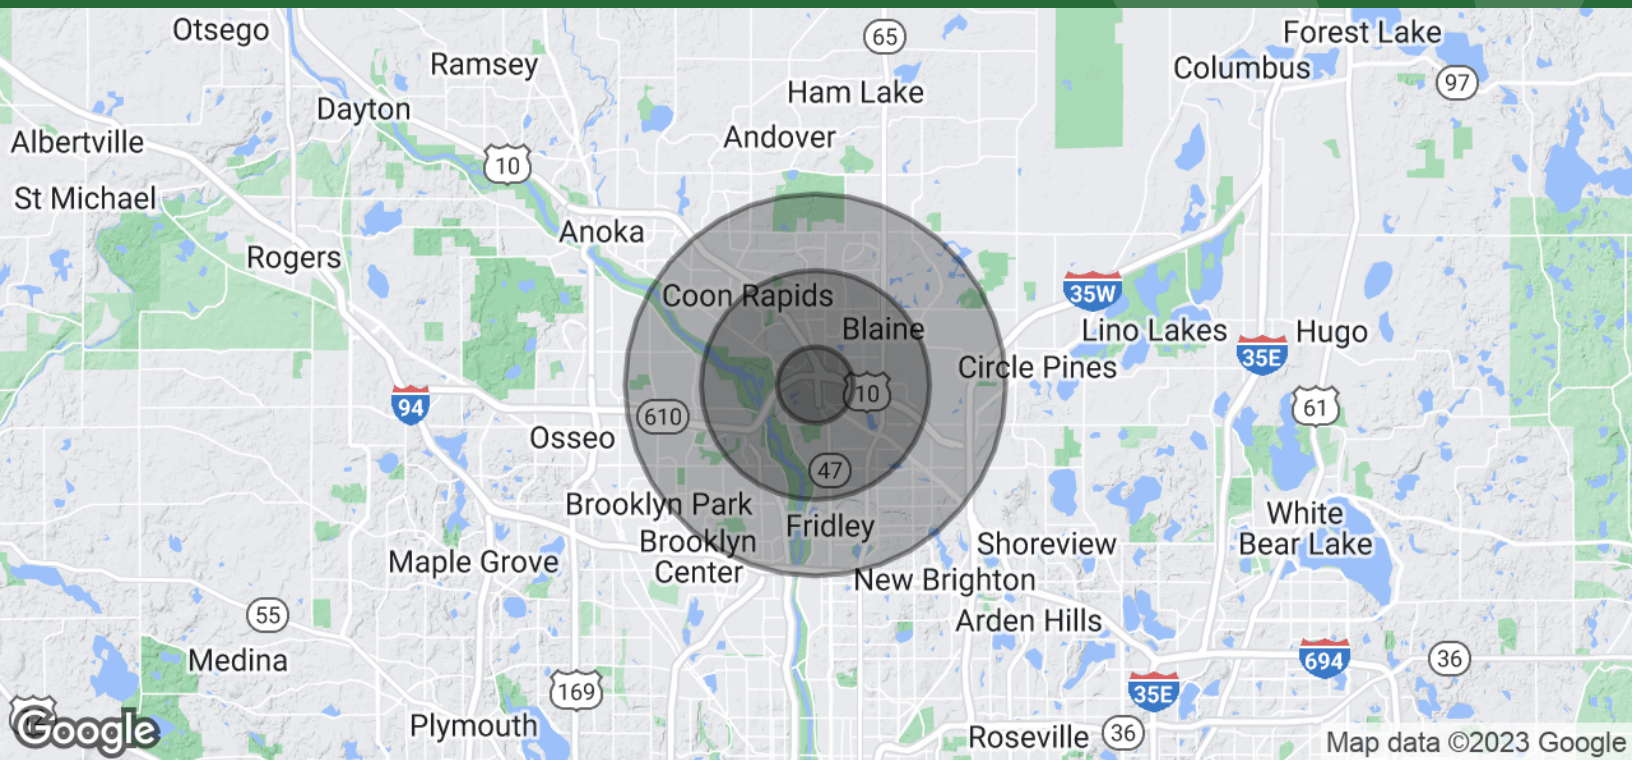 Otsego
65
Forest Lake
Ramsey
Columbus
97
Ham Lake
Dayton
Andover
Albertville
10
St Michael
Anoka
Rogers
35W
Coon Rapids
Blaine
Lino Lakes
Hugo
35E
Circle Pines
10
94
61
610
Osseo
47
Brooklyn Park
Fridley
White
Bear Lake
Brooklyn
Center
Shoreview
Maple Grove
New Brighton
55
Arden Hills
Medina
694
36
169
35E
Plymouth
Roseville
36
12
Google
Map data ©2023 Google